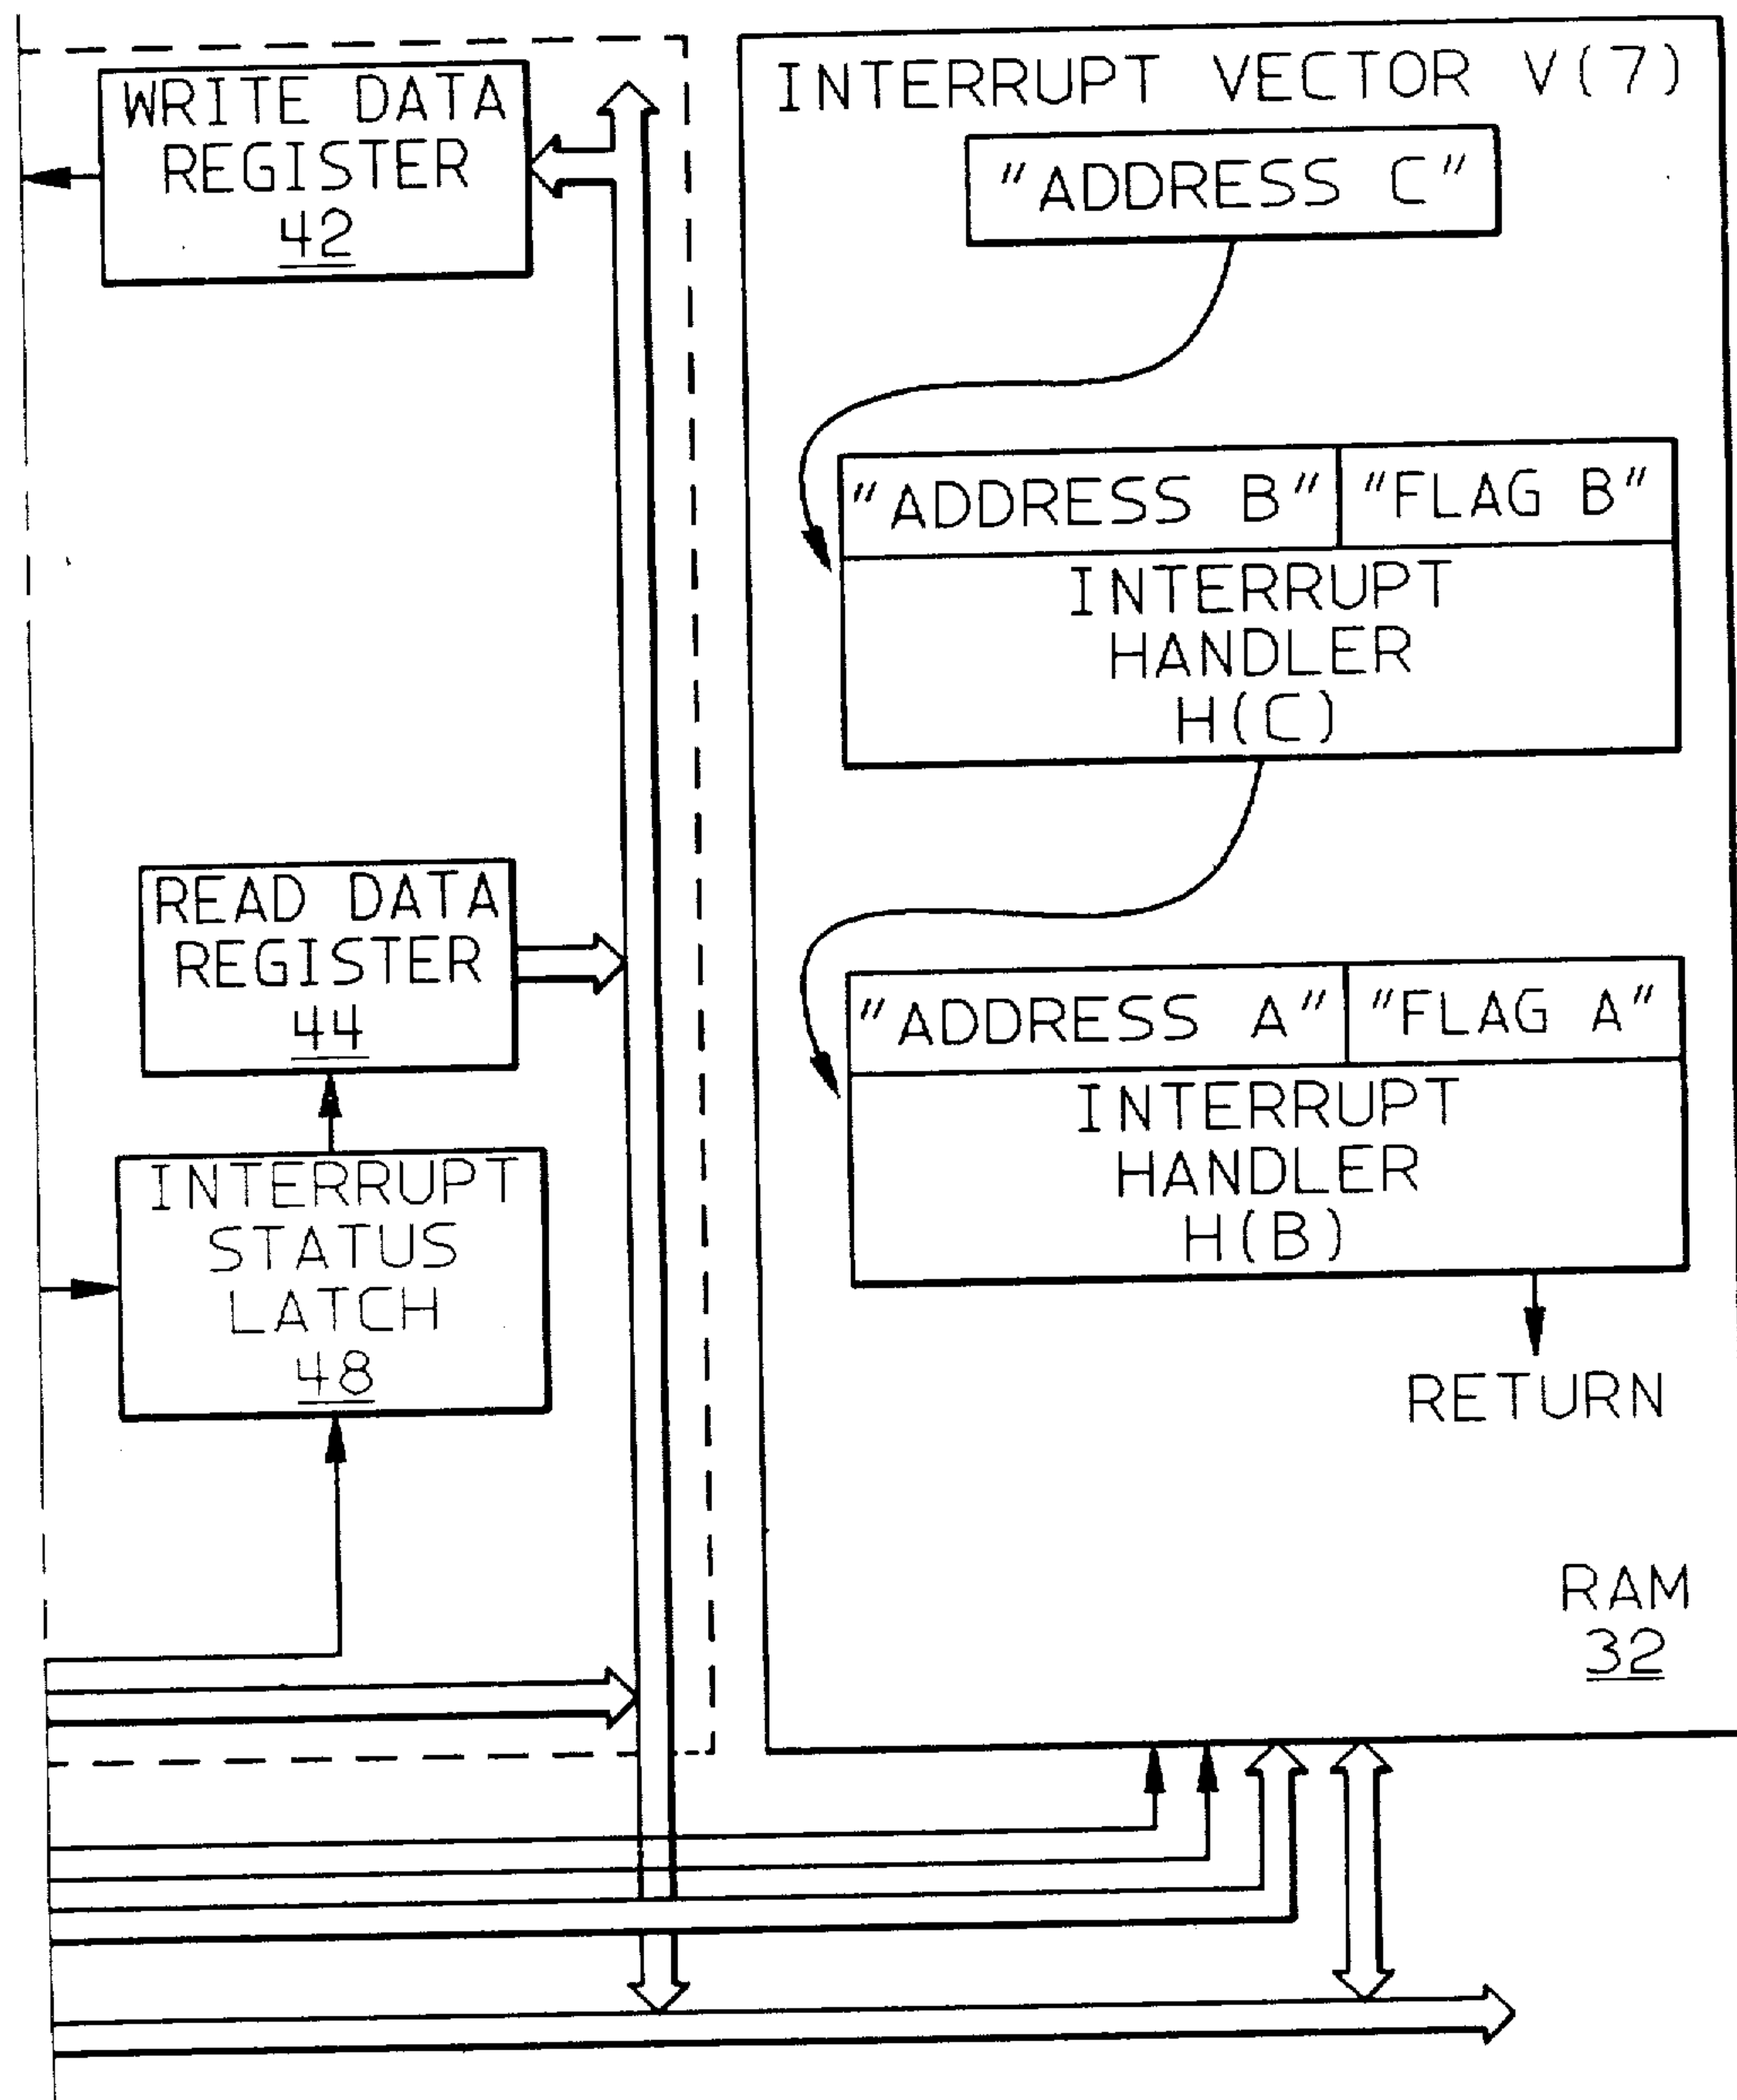 WRITE DATA
REGISTER
42
READ DATA
REGISTER
44
INTERRUPT
STATUS
LATCH
48
INTERRUPT VECTOR V(7)
"ADDRESS C"
"ADDRESS B" "FLAG B"
INTERRUPT
HANDLER
H(C)
"ADDRESS A" "FLAG A"
INTERRUPT
HANDLER
H(B)
RETURN
RAM
32